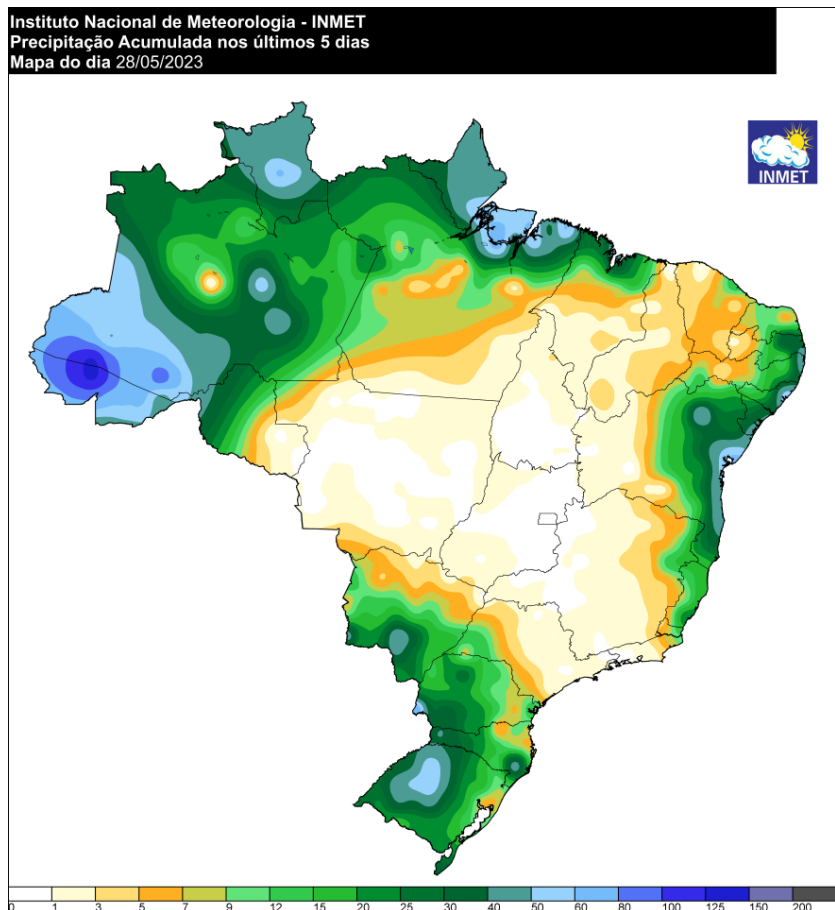 Instituto Nacional de Meteorologia - INMET
Precipitação Acumulada nos últimos 5 dias
Mapa do dia 28/05/2023
INMET
0 1 3 5 7 9 12 15 20 25 30 40 50 60 80 100 125 150 200